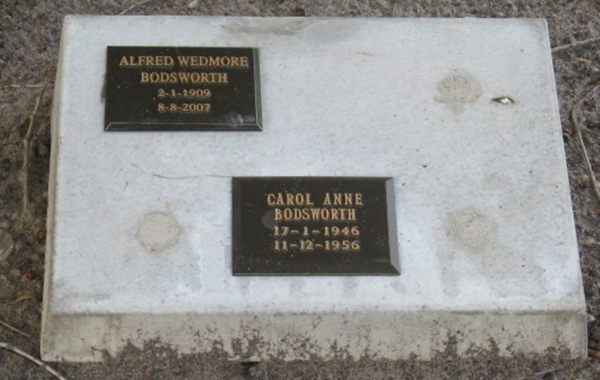 ALFRED WEDMORE
BODSWORTH
2-1-1909
8-8-2007
CAROL ANNE
BODSWORTH
17-1-1946
11-12-1956